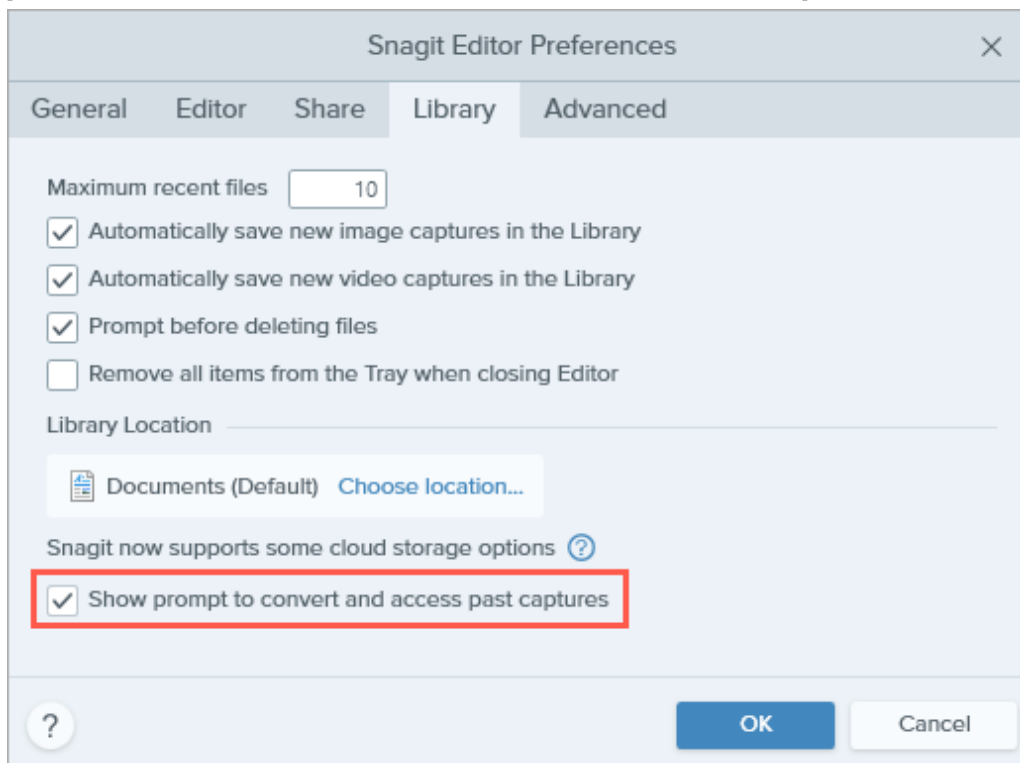 Snagit Editor Preferences
General Editor Share Library Advanced
Maximum recent files 10
Automatically save new image captures in the Library
Automatically save new video captures in the Library
Prompt before deleting files
Remove all items from the Tray when closing Editor
Library Location
Documents (Default) Choose location...
Snagit now supports some cloud storage options ?
Show prompt to convert and access past captures
? OK Cancel